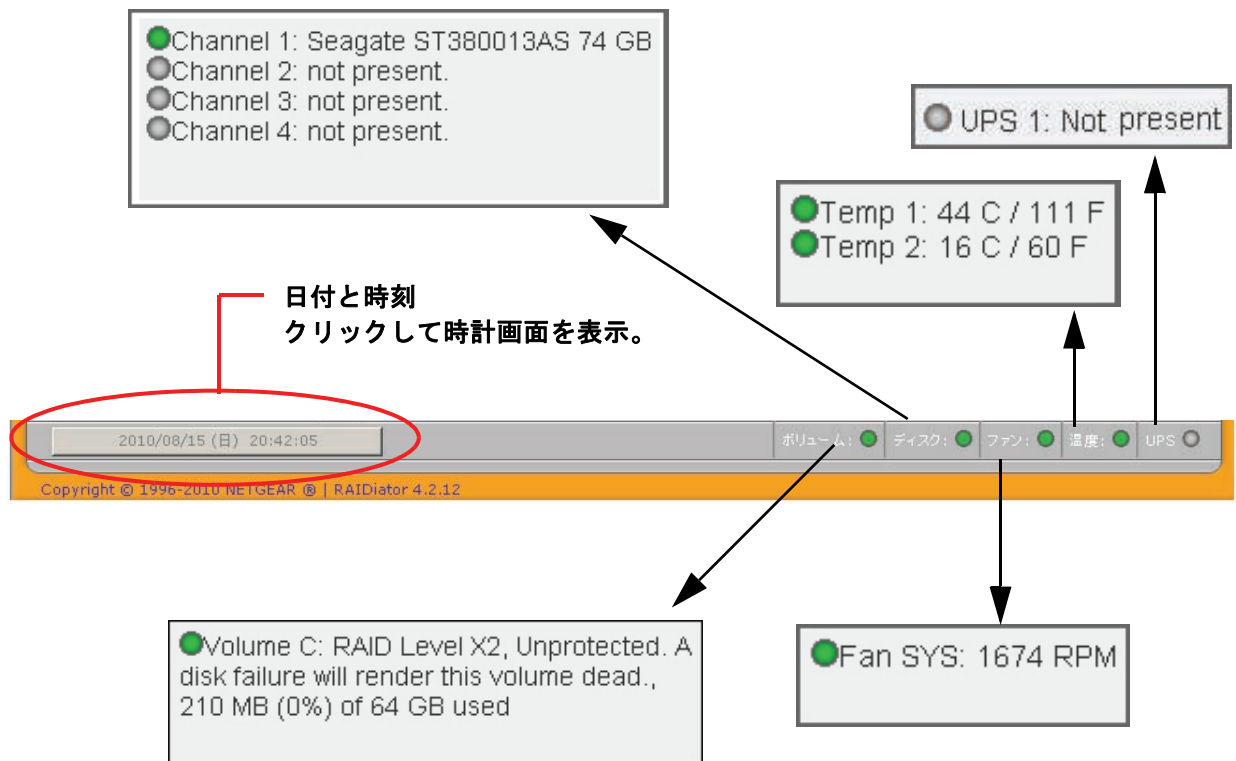 Channel 1: Seagate ST380013AS 74 GB
Channel 2: not present.
Channel 3: not present.
Channel 4: not present.
UPS 1: Not present
Temp 1: 44 C / 111 F
Temp 2: 16 C / 60 F
日付と時刻
クリックして時計画面を表示。
2010/08/15 (日) 20:42:05
ボリューム: ディスク: ファン: 温度: UPS
Copyright © 1996-2010 NETGEAR ® | RAIDiator 4.2.12
Volume C: RAID Level X2, Unprotected. A
disk failure will render this volume dead.,
210 MB (0%) of 64 GB used
Fan SYS: 1674 RPM